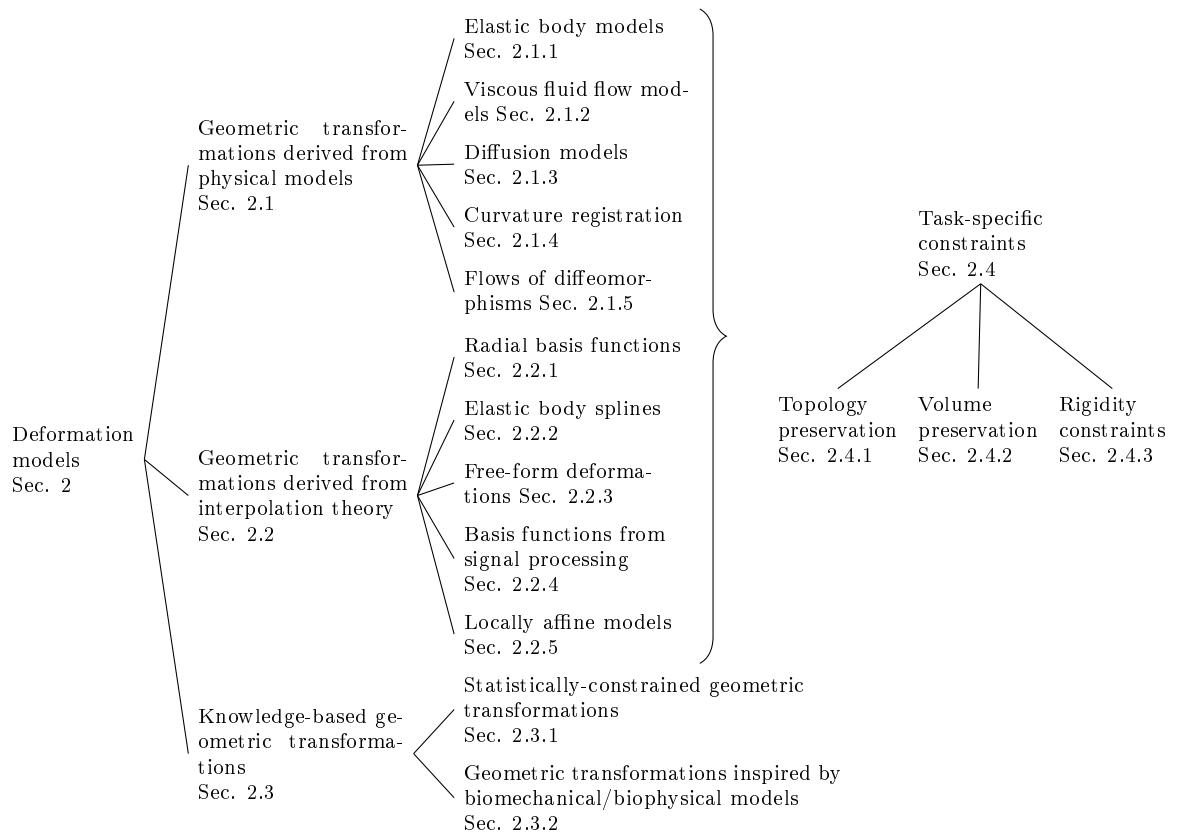 Deformation
models
Sec. 2
Geometric transfor-
mations derived from
physical models
Sec. 2.1
Elastic body models
Sec. 2.1.1
Viscous fluid flow mod-
els Sec. 2.1.2
Diffusion models
Sec. 2.1.3
Curvature registration
Sec. 2.1.4
Flows of diffeomor-
phisms Sec. 2.1.5
Geometric transfor-
mations derived from
interpolation theory
Sec. 2.2
Radial basis functions
Sec. 2.2.1
Elastic body splines
Sec. 2.2.2
Free-form deforma-
tions Sec. 2.2.3
Basis functions from
signal processing
Sec. 2.2.4
Locally affine models
Sec. 2.2.5
Knowledge-based ge-
ometric transforma-
tions
Sec. 2.3
Statistically-constrained geometric
transformations
Sec. 2.3.1
Geometric transformations inspired by
biomechanical/biophysical models
Sec. 2.3.2
Task-specific
constraints
Sec. 2.4
Topology
preservation
Sec. 2.4.1
Volume
preservation
Sec. 2.4.2
Rigidity
constraints
Sec. 2.4.3